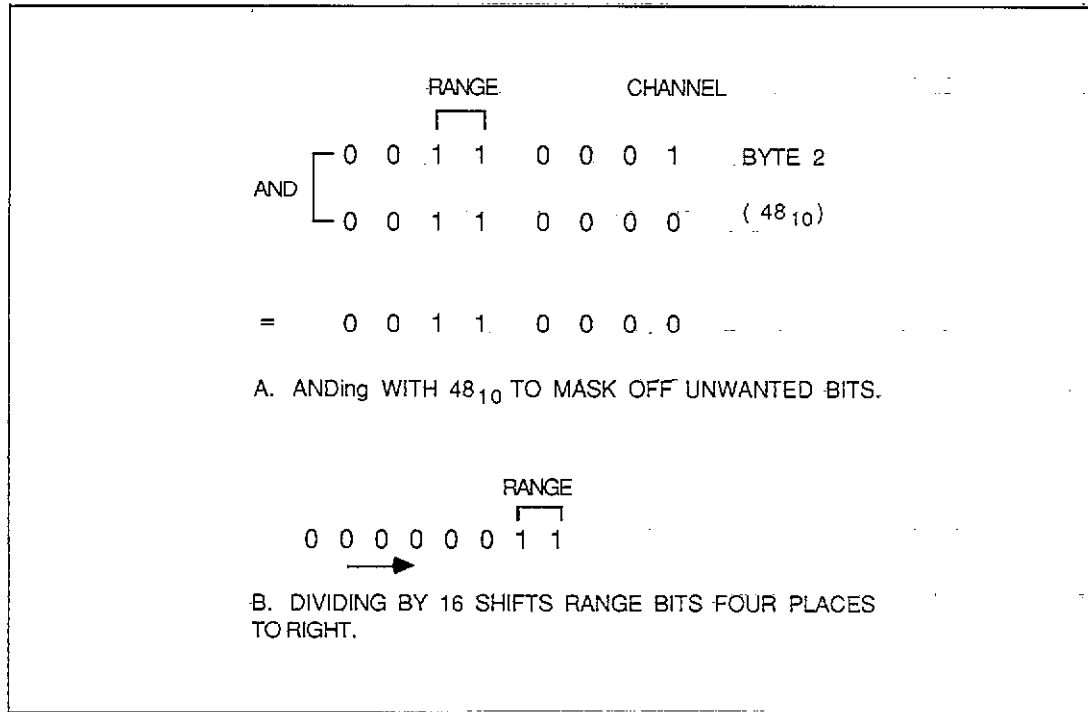 RANGE CHANNEL
0 0 1 1 0 0 0 1 BYTE 2
AND
0 0 1 1 0 0 0 0 (48₁₀)
= 0 0 1 1 0 0 0 0
A. ANDing WITH 48₁₀ TO MASK OFF UNWANTED BITS.
RANGE
0 0 0 0 0 0 1 1
B. DIVIDING BY 16 SHIFTS RANGE BITS FOUR PLACES
TO RIGHT.